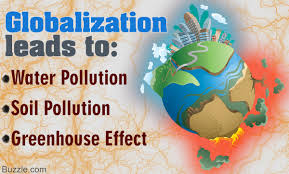 Globalization
leads to:
•Water Pollution
•Soil Pollution
•Greenhouse Effect
Buzzle.com